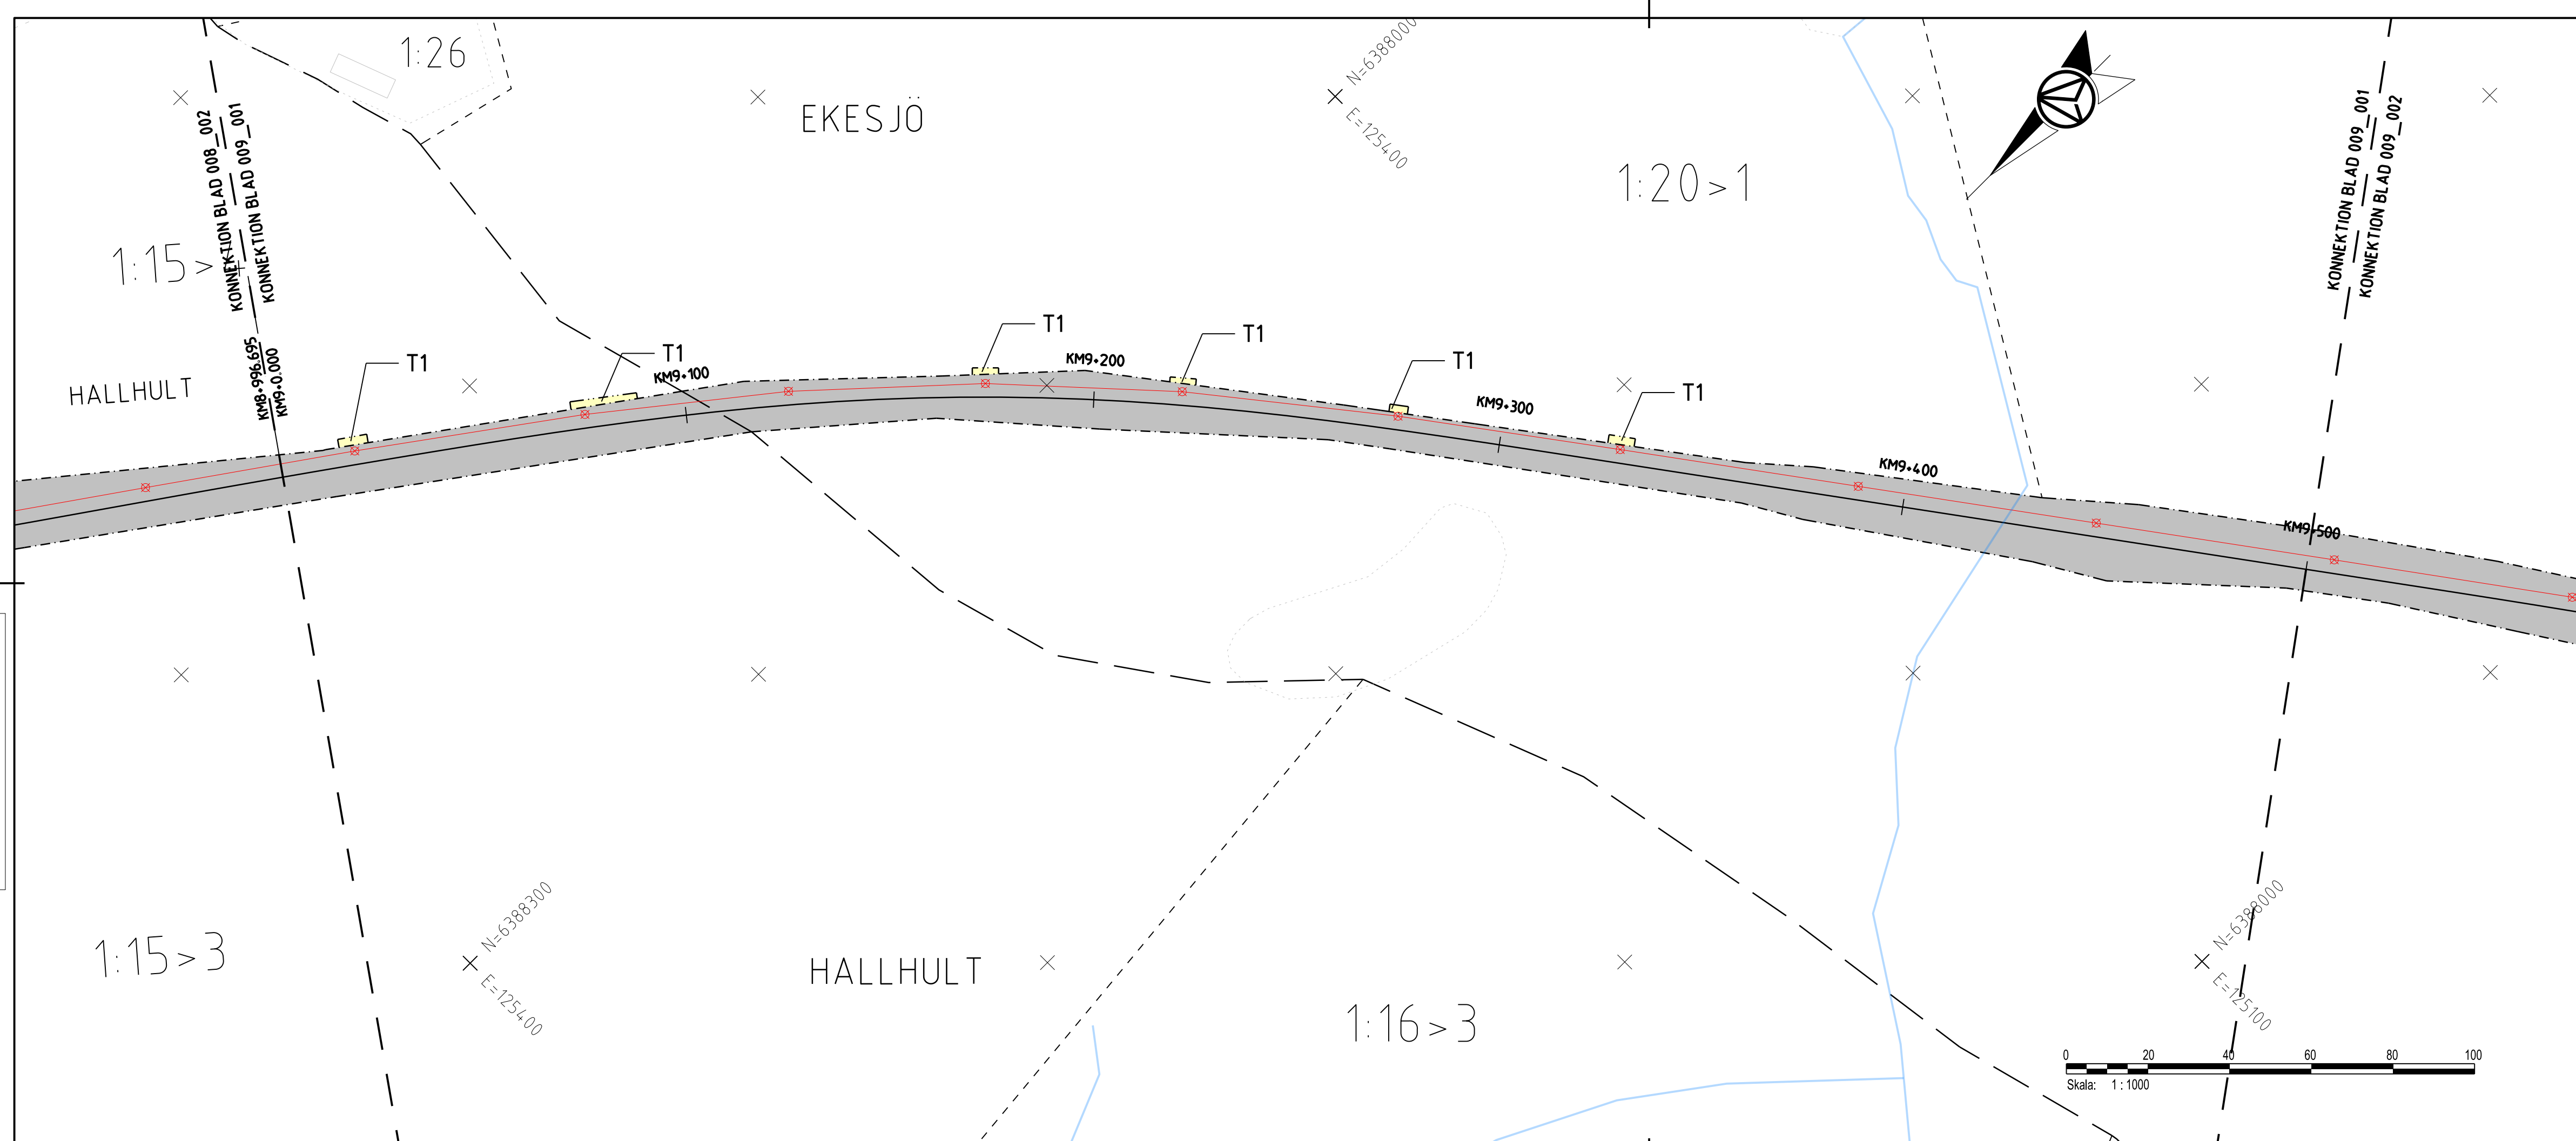 1:26
EKESJÖ
N=6388000
E=125400
1:20>1
KONNEKTION BLAD 008_002
KONNEKTION BLAD 009_001
KONNEKTION BLAD 009_001
KONNEKTION BLAD 009_002
1:15>
HALLHULT
KM8+996.695
KM9+0.000
T1
T1
KM9+100
T1
KM9+200
T1
T1
KM9+300
T1
KM9+400
KM9+500
1:15>3
N=6388300
E=125400
HALLHULT
1:16>3
N=6388000
E=125100
0 20 40 60 80 100
Skala: 1 : 1000